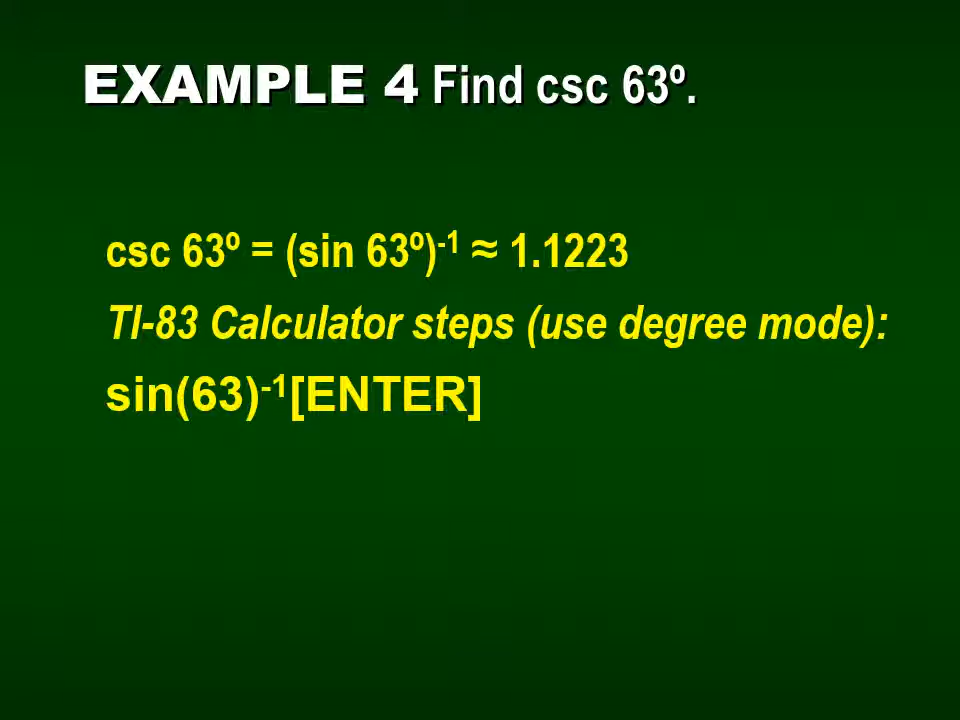 EXAMPLE 4 Find csc 63º.
csc 63º = (sin 63º)⁻¹ ≈ 1.1223
TI-83 Calculator steps (use degree mode):
sin(63)⁻¹[ENTER]